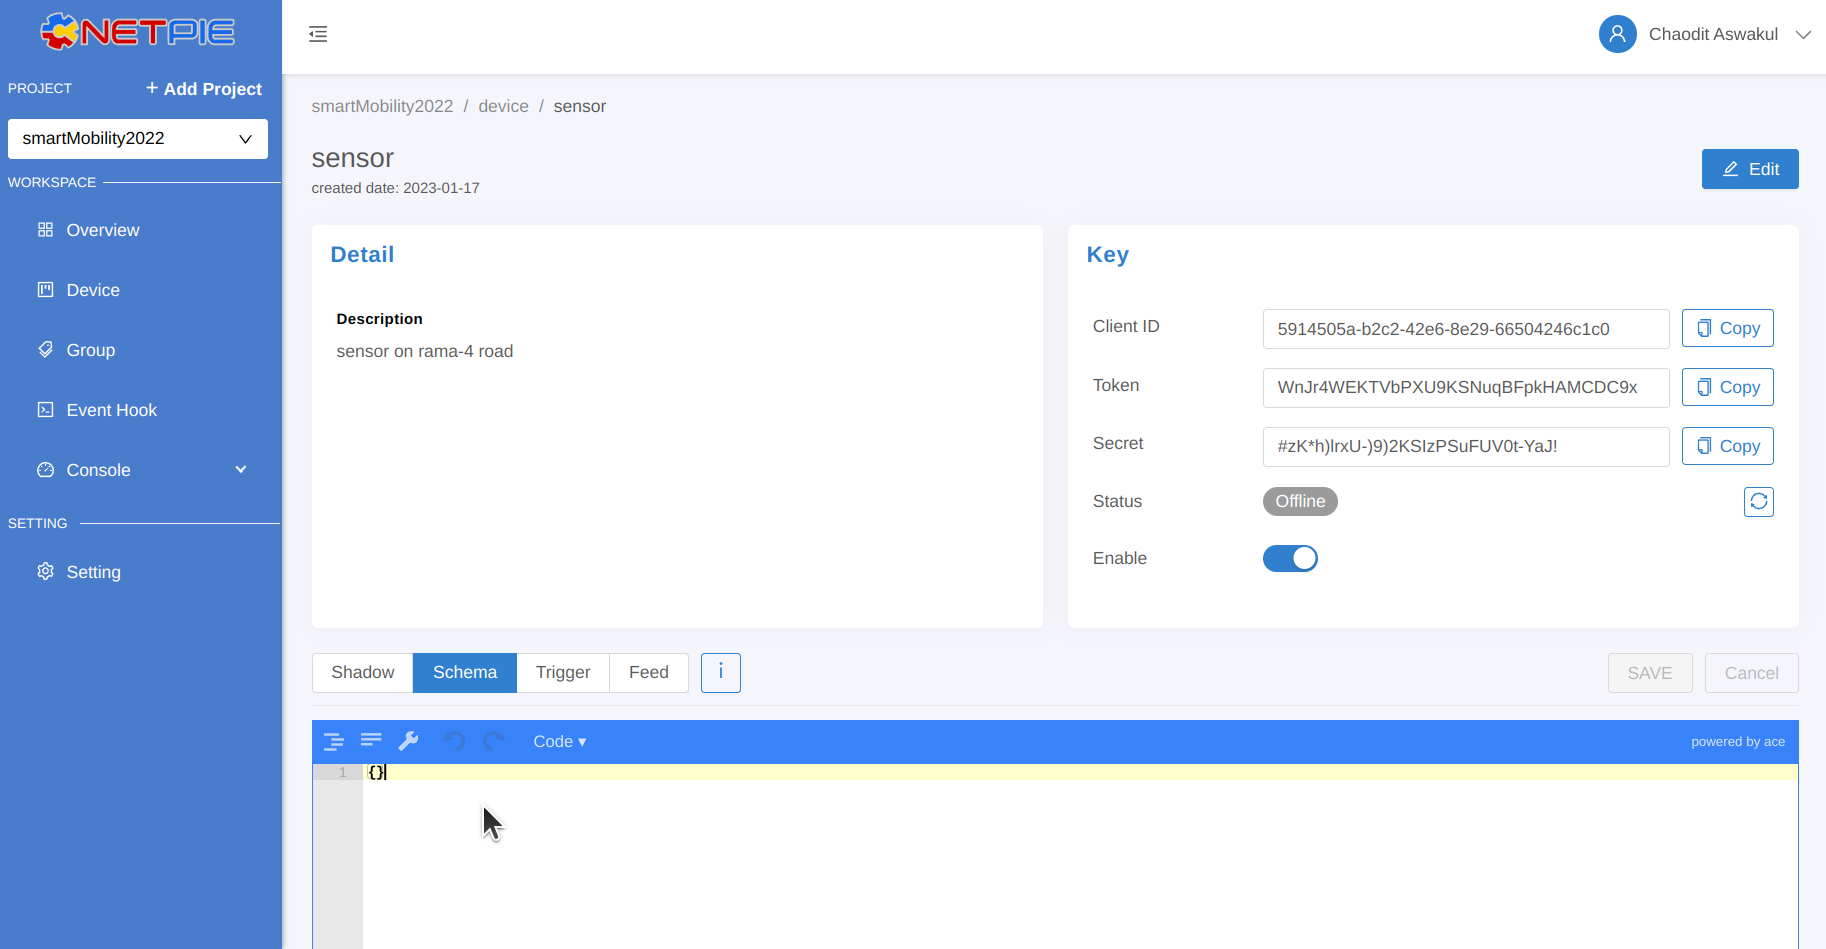 NETPIE
Chaodit Aswakul
PROJECT
+ Add Project
smartMobility2022
WORKSPACE
Overview
Device
Group
Event Hook
Console
SETTING
Setting
smartMobility2022 / device / sensor
sensor
created date: 2023-01-17
Edit
Detail
Description
sensor on rama-4 road
Key
Client ID
5914505a-b2c2-42e6-8e29-66504246c1c0
Copy
Token
WnJr4WEKTVbPXU9KSNuqBFpkHAMCDC9x
Copy
Secret
#zK*h)lrxU-)9)2KSIzPSuFUV0t-YaJ!
Copy
Status
Offline
Enable
Shadow
Schema
Trigger
Feed
i
SAVE
Cancel
Code ▾
powered by ace
1
{}